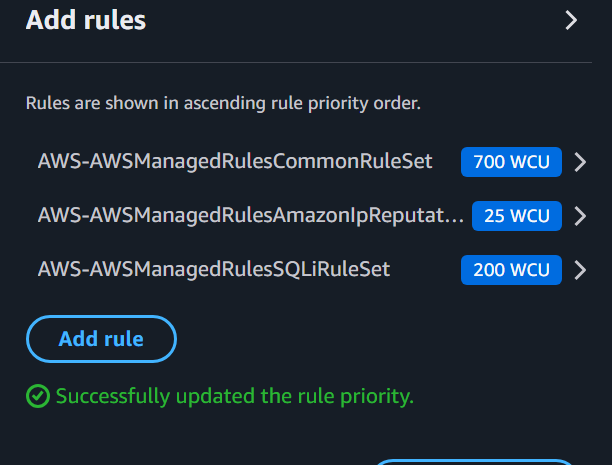 Add rules
Rules are shown in ascending rule priority order.
AWS-AWSManagedRulesCommonRuleSet 700 WCU
AWS-AWSManagedRulesAmazonIpReputat... 25 WCU
AWS-AWSManagedRulesSQLiRuleSet 200 WCU
Add rule
Successfully updated the rule priority.